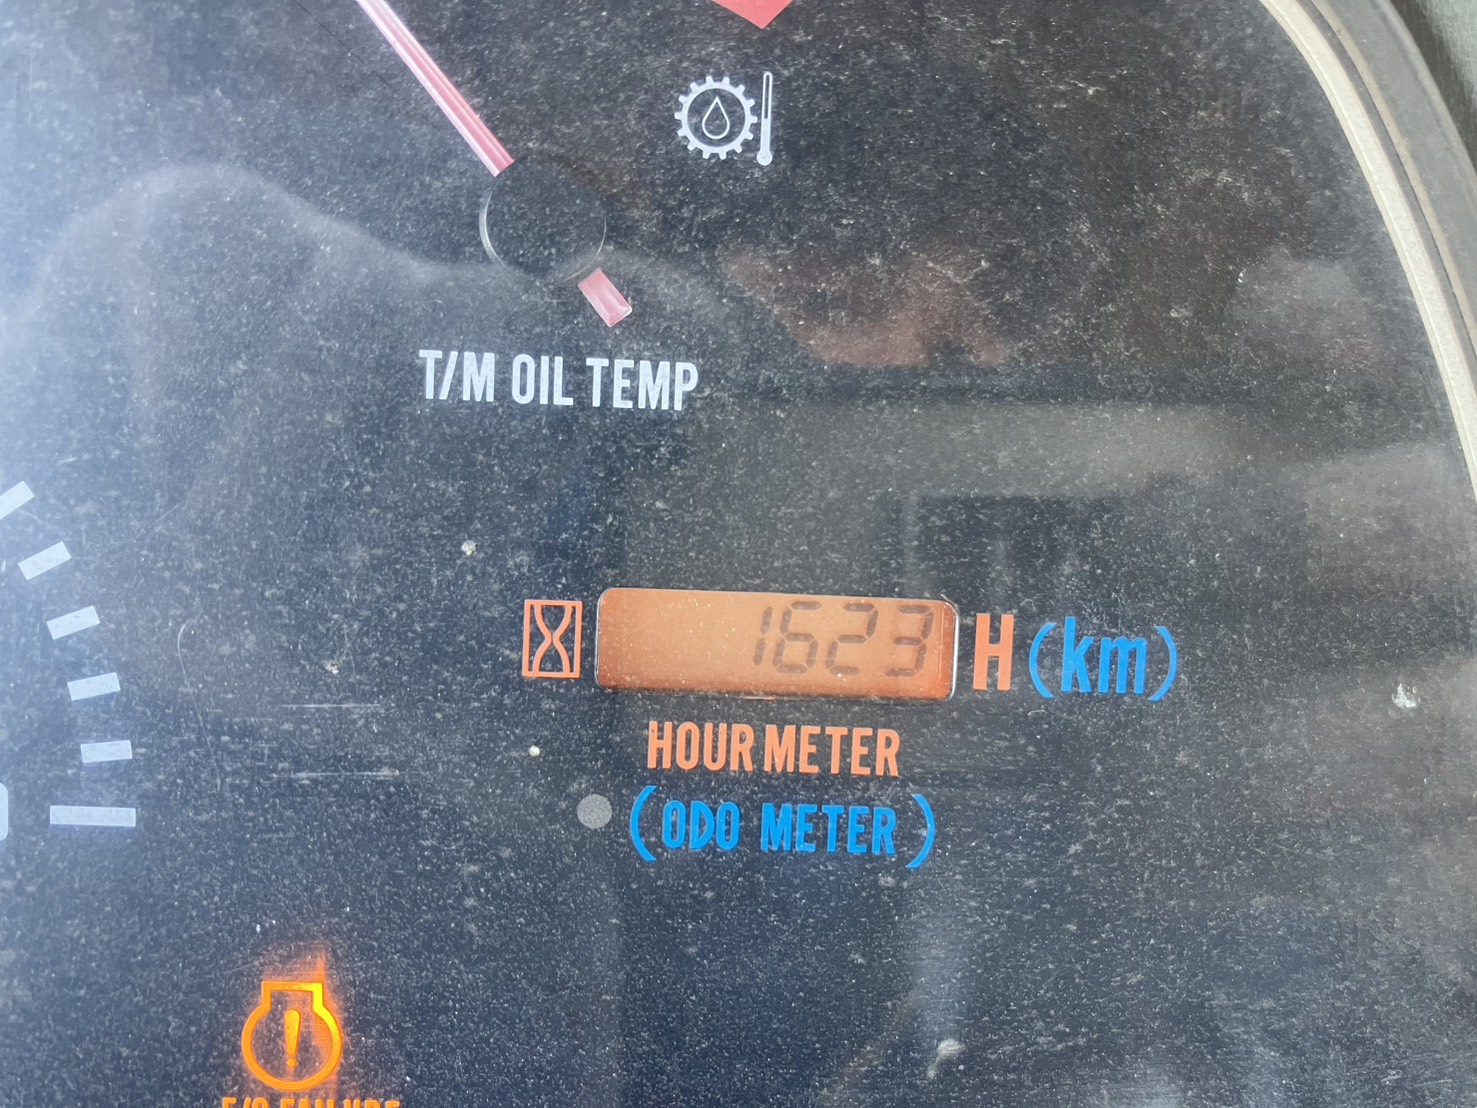 T/M OIL TEMP
1623 H (km)
HOUR METER
(ODO METER)